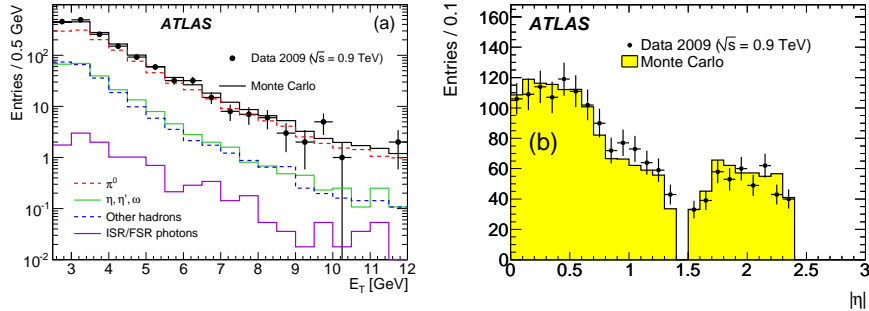 ATLAS
(a)
Entries / 0.5 GeV
10²
10
1
10⁻¹
10⁻²
Data 2009 (√s = 0.9 TeV)
Monte Carlo
π⁰
η, η', ω
Other hadrons
ISR/FSR photons
3 4 5 6 7 8 9 10 11 12
E_T [GeV]
ATLAS
(b)
Entries / 0.1
160
140
120
100
80
60
40
20
0
Data 2009 (√s = 0.9 TeV)
Monte Carlo
0 0.5 1 1.5 2 2.5 3
|η|